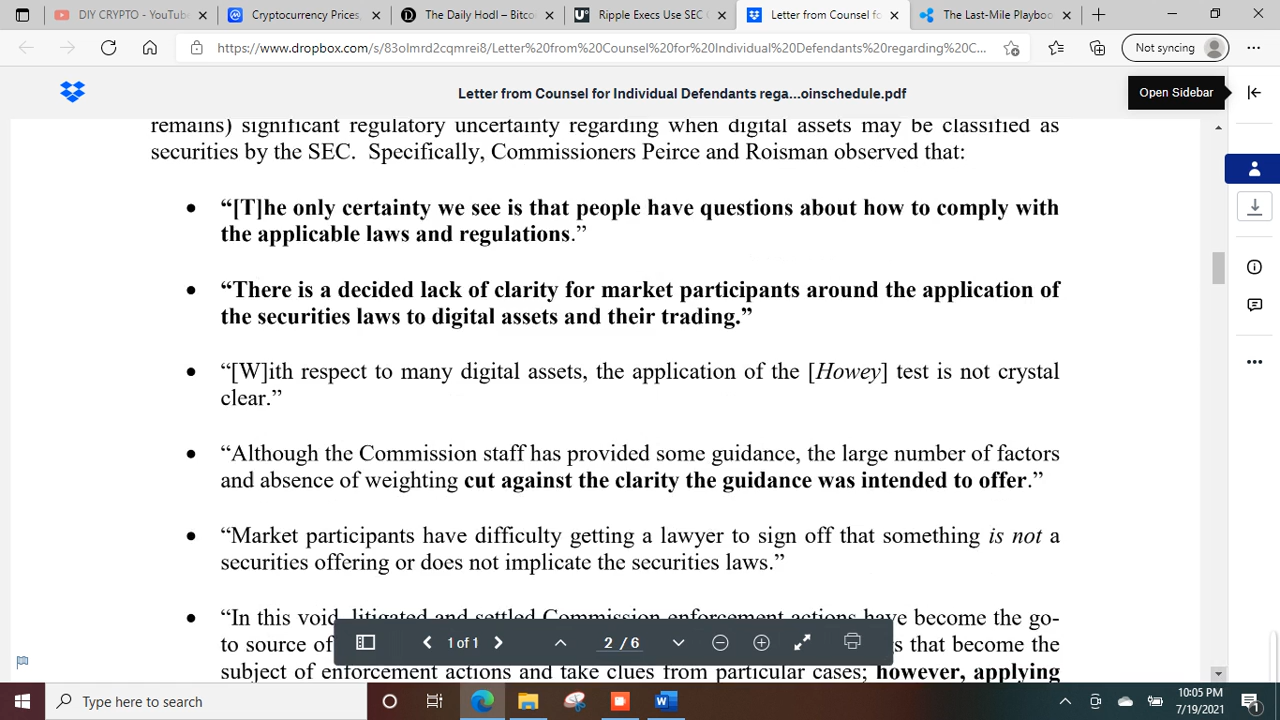 DIY CRYPTO - YouTube
Cryptocurrency Prices,
The Daily Hodl – Bitco
Ripple Execs Use SEC C
Letter from Counsel fo
The Last-Mile Playboo
https://www.dropbox.com/s/83olmrd2cqmrei8/Letter%20from%20Counsel%20for%20Individual%20Defendants%20regarding%20C...
Not syncing
Letter from Counsel for Individual Defendants rega...oinschedule.pdf
Open Sidebar
remains) significant regulatory uncertainty regarding when digital assets may be classified as
securities by the SEC. Specifically, Commissioners Peirce and Roisman observed that:
• “[T]he only certainty we see is that people have questions about how to comply with
the applicable laws and regulations.”
• “There is a decided lack of clarity for market participants around the application of
the securities laws to digital assets and their trading.”
• “[W]ith respect to many digital assets, the application of the [Howey] test is not crystal
clear.”
• “Although the Commission staff has provided some guidance, the large number of factors
and absence of weighting cut against the clarity the guidance was intended to offer.”
• “Market participants have difficulty getting a lawyer to sign off that something is not a
securities offering or does not implicate the securities laws.”
• “In this void, litigated and settled Commission enforcement actions have become the go-
to source of
s that become the
subject of enforcement actions and take clues from particular cases; however, applying
1 of 1
2 / 6
Type here to search
10:05 PM
7/19/2021
1